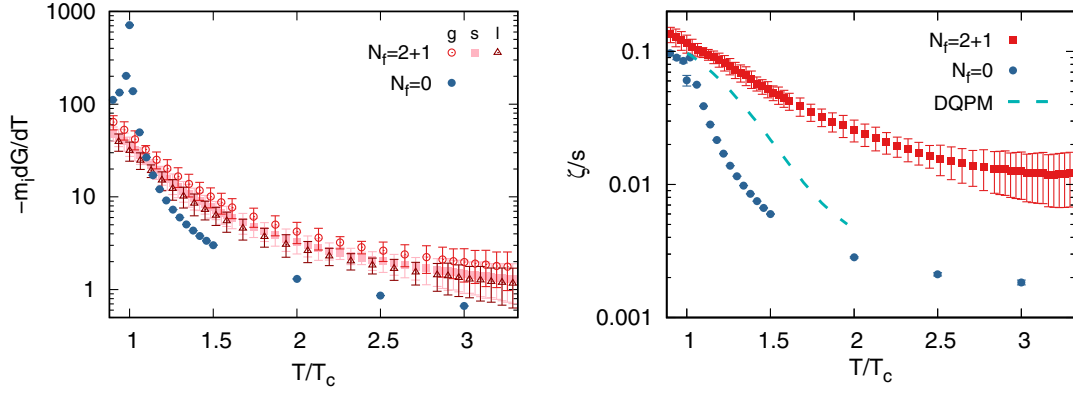 1000
100
10
1
−m_i dG/dT
g s l
N_f=2+1
N_f=0
1 1.5 2 2.5 3
T/T_c
0.1
0.01
0.001
ζ/s
N_f=2+1
N_f=0
DQPM
1 1.5 2 2.5 3
T/T_c